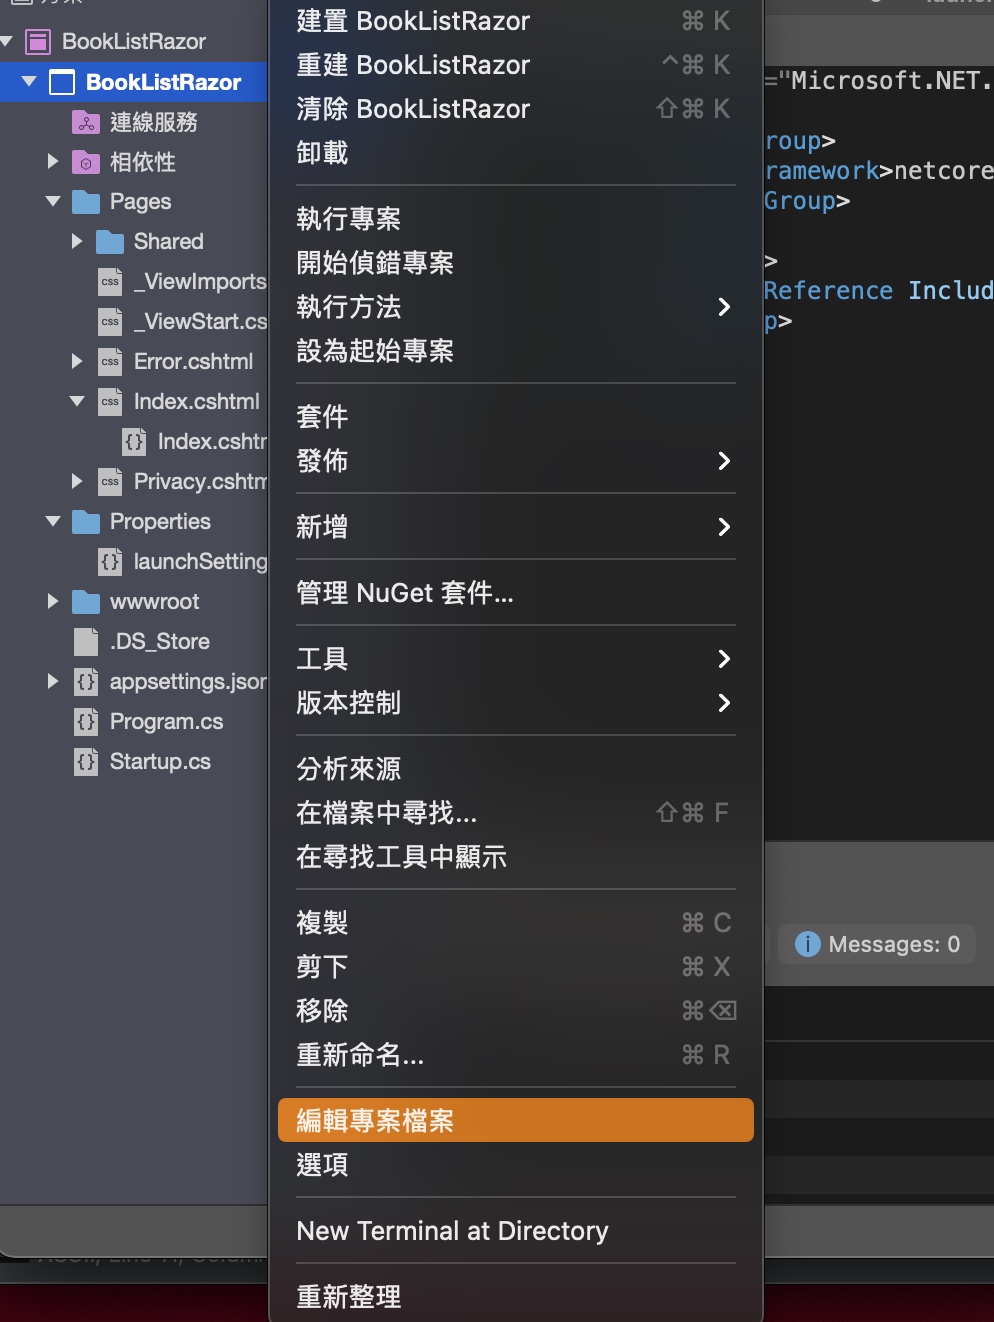 BookListRazor
BookListRazor
連線服務
相依性
Pages
Shared
_ViewImports
_ViewStart.cs
Error.cshtml
Index.cshtml
Index.csht
Privacy.cshtm
Properties
launchSetting
wwwroot
.DS_Store
appsettings.json
Program.cs
Startup.cs
建置 BookListRazor ⌘ K
重建 BookListRazor ^⌘ K
清除 BookListRazor ⇧⌘ K
卸載
執行專案
開始偵錯專案
執行方法
設為起始專案
套件
發佈
新增
管理 NuGet 套件...
工具
版本控制
分析來源
在檔案中尋找... ⇧⌘ F
在尋找工具中顯示
複製 ⌘ C
剪下 ⌘ X
移除 ⌘⌫
重新命名... ⌘ R
編輯專案檔案
選項
New Terminal at Directory
重新整理
="Microsoft.NET.
roup>
ramework>netcore
Group>
>
Reference Includ
p>
Messages: 0